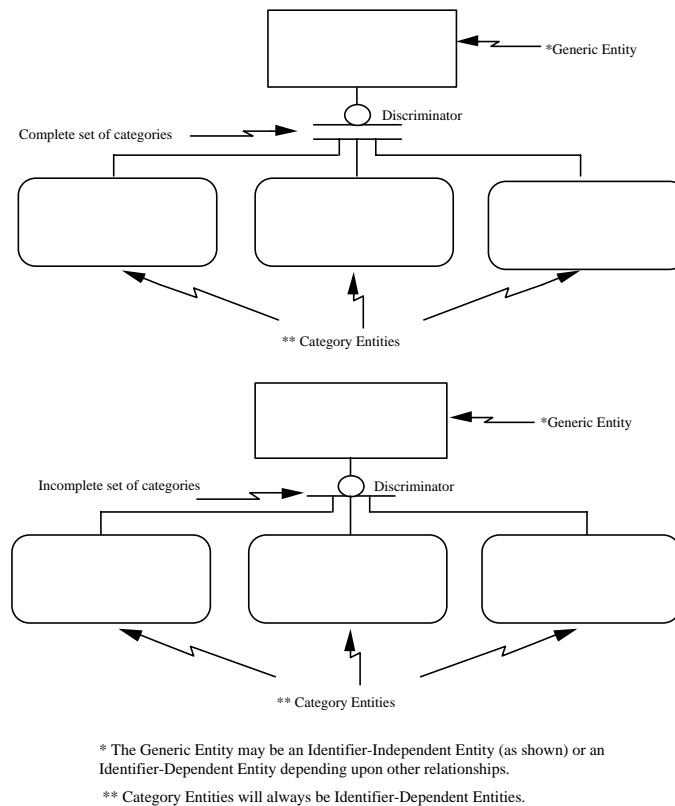 *Generic Entity
Discriminator
Complete set of categories
** Category Entities
*Generic Entity
Incomplete set of categories
Discriminator
** Category Entities
* The Generic Entity may be an Identifier-Independent Entity (as shown) or an
Identifier-Dependent Entity depending upon other relationships.
** Category Entities will always be Identifier-Dependent Entities.